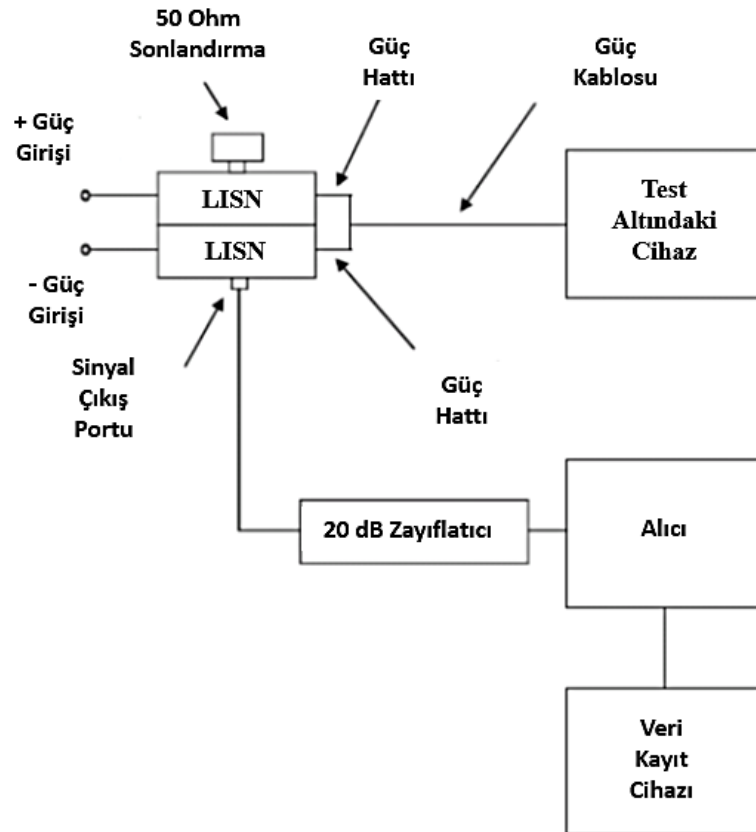 50 Ohm
Sonlandırma
Güç
Hattı
Güç
Kablosu
+ Güç
Girişi
LISN
LISN
Test
Altındaki
Cihaz
- Güç
Girişi
Sinyal
Çıkış
Portu
Güç
Hattı
20 dB Zayıflatıcı
Alıcı
Veri
Kayıt
Cihazı